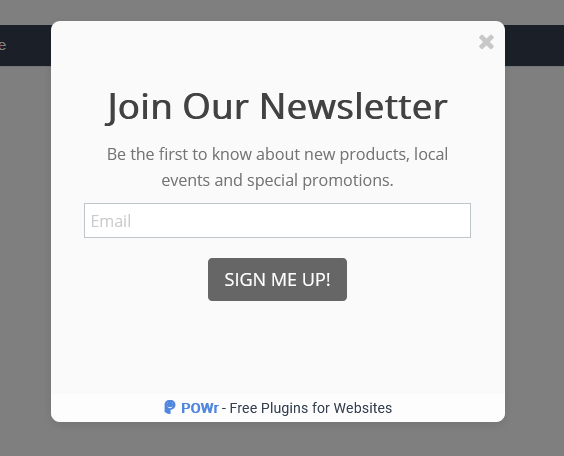 e
Join Our Newsletter
Be the first to know about new products, local
events and special promotions.
Email
SIGN ME UP!
POWr - Free Plugins for Websites